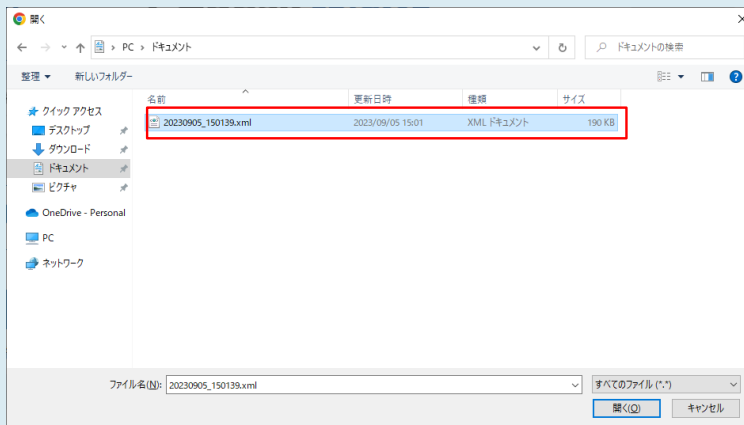 開く
PC › ドキュメント
ドキュメントの検索
整理 新しいフォルダー
名前 更新日時 種類 サイズ
20230905_150139.xml 2023/09/05 15:01 XML ドキュメント 190 KB
クイック アクセス
デスクトップ
ダウンロード
ドキュメント
ピクチャ
OneDrive - Personal
PC
ネットワーク
ファイル名(N): 20230905_150139.xml すべてのファイル (*.*)
開く(O) キャンセル